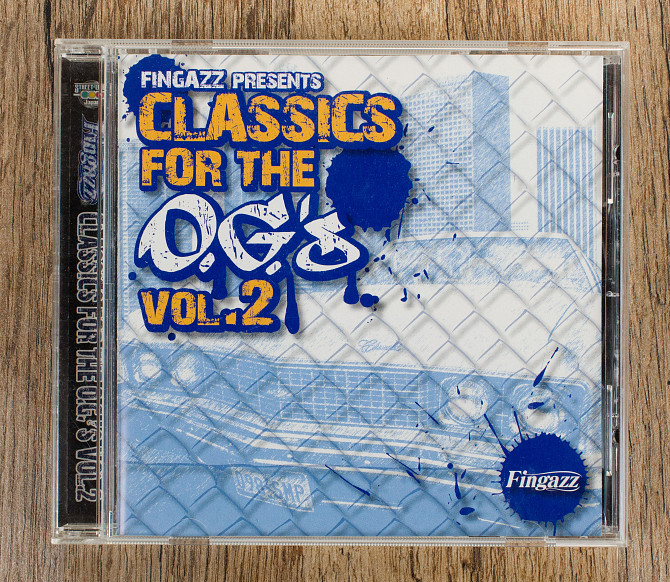 FINGAZZ PRESENTS
CLASSICS
FOR THE
O.G.'s
VOL.2
Fingazz
Fingazz CLASSICS FOR THE O.G.'S VOL.2